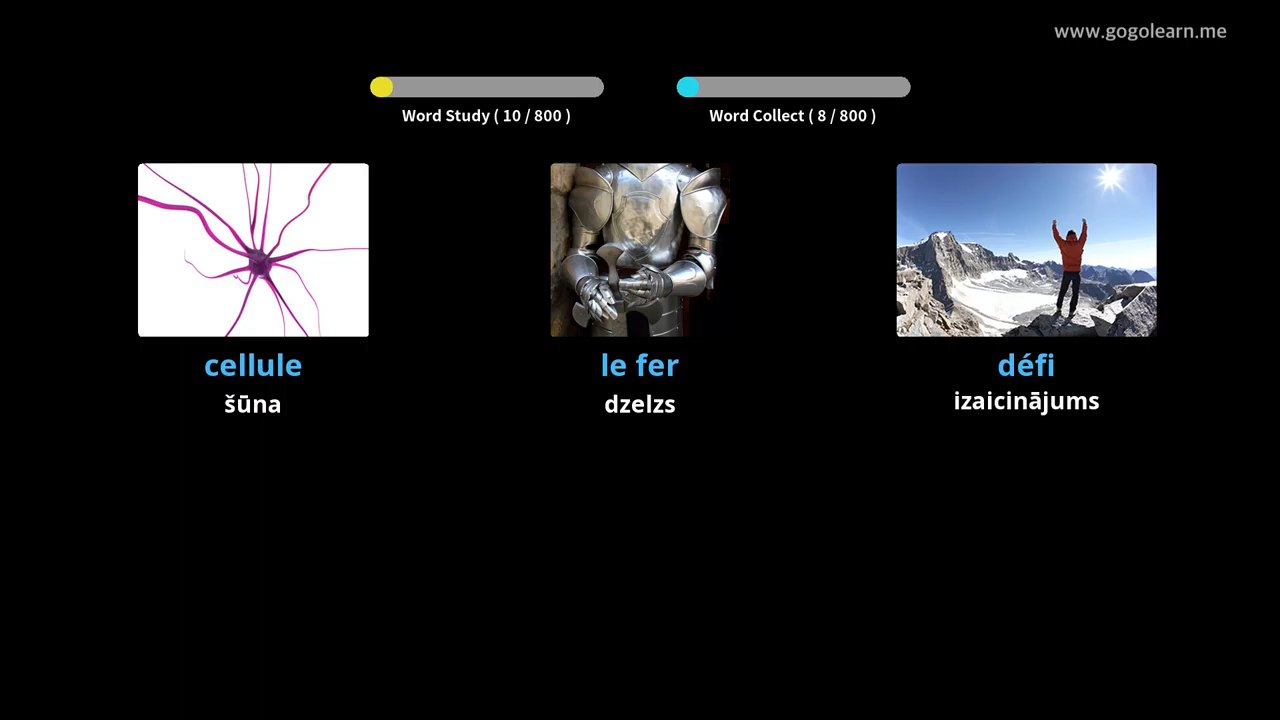 www.gogolearn.me
Word Study ( 10 / 800 )
Word Collect ( 8 / 800 )
cellule
le fer
défi
šūna
dzelzs
izaicinājums